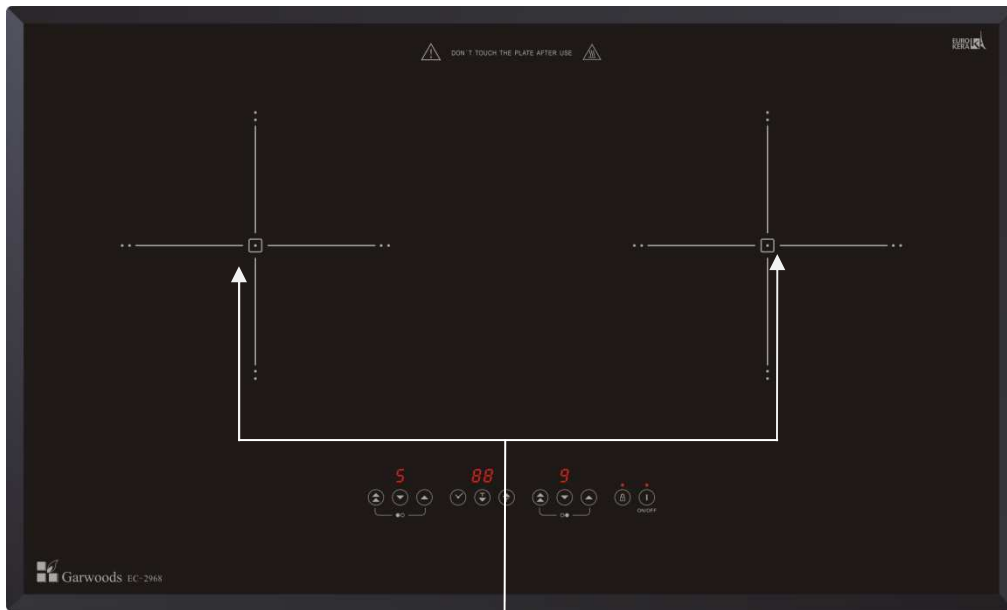 DON'T TOUCH THE PLATE AFTER USE
EURO
KERA
5 88 9
ON/OFF
Garwoods EC-2968